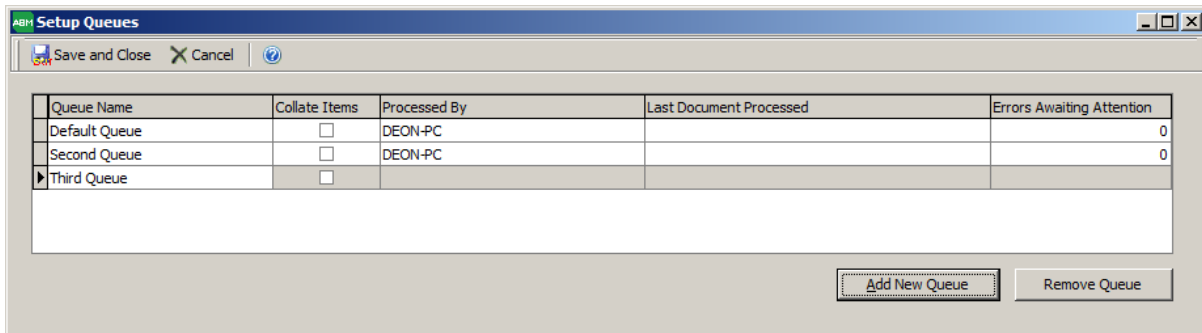 ABM Setup Queues
Save and Close Cancel
Queue Name Collate Items Processed By Last Document Processed Errors Awaiting Attention
Default Queue DEON-PC 0
Second Queue DEON-PC 0
Third Queue
Add New Queue Remove Queue